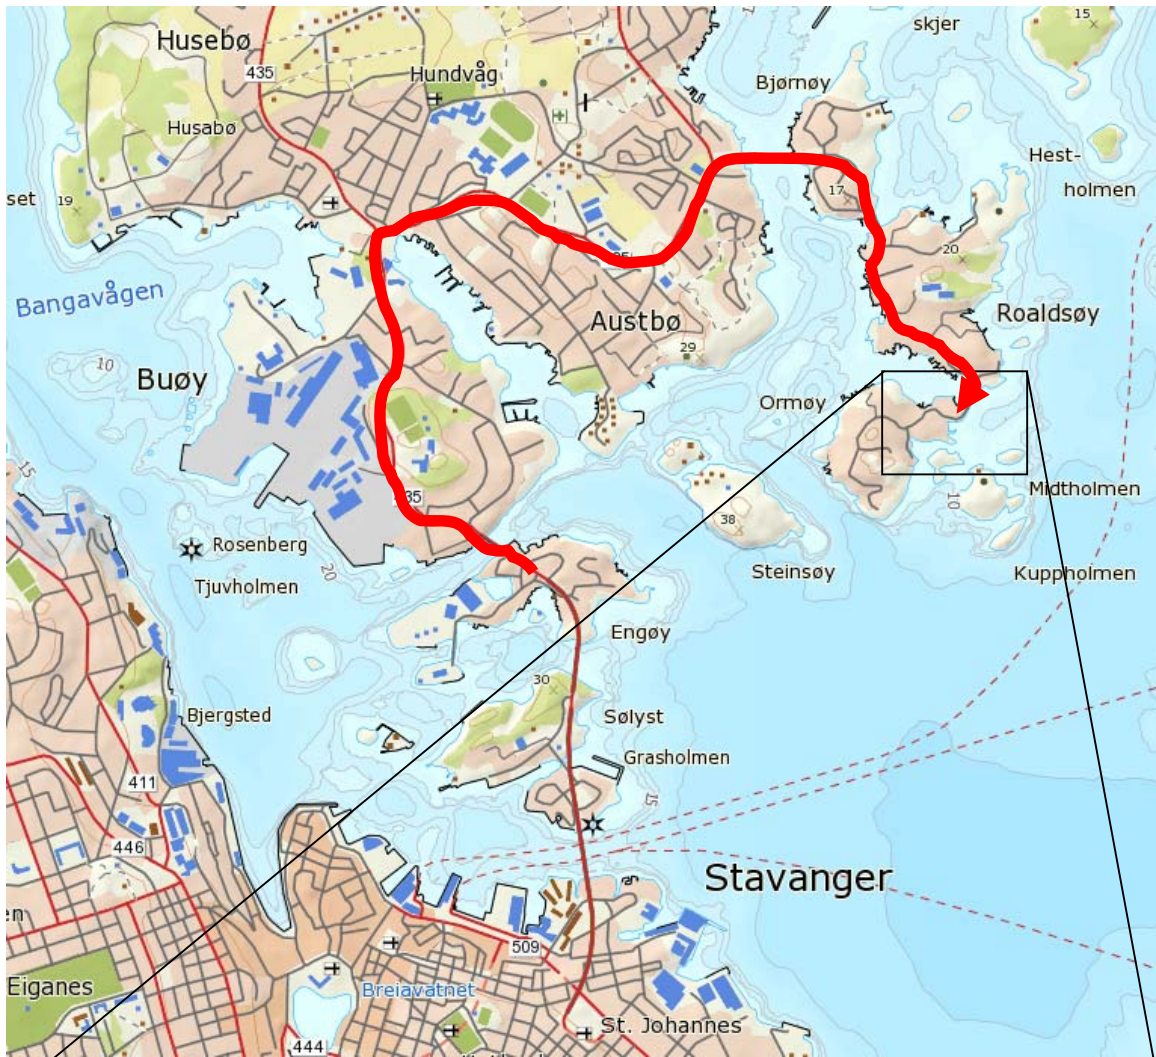 skjer
15
Husebø
435
Hundvåg
Bjørnøy
Husabø
Hest-
holmen
set
19
17
20
Bangavågen
Roaldsøy
Austbø
29
10
Buøy
Ormøy
15
Midtholmen
10
38
Rosenberg
20
Tjuvholmen
Steinsøy
Kuppholmen
Engøy
30
Sølyst
Bjergsted
Grasholmen
411
15
446
Stavanger
509
Eiganes
Breiavatnet
St. Johannes
444